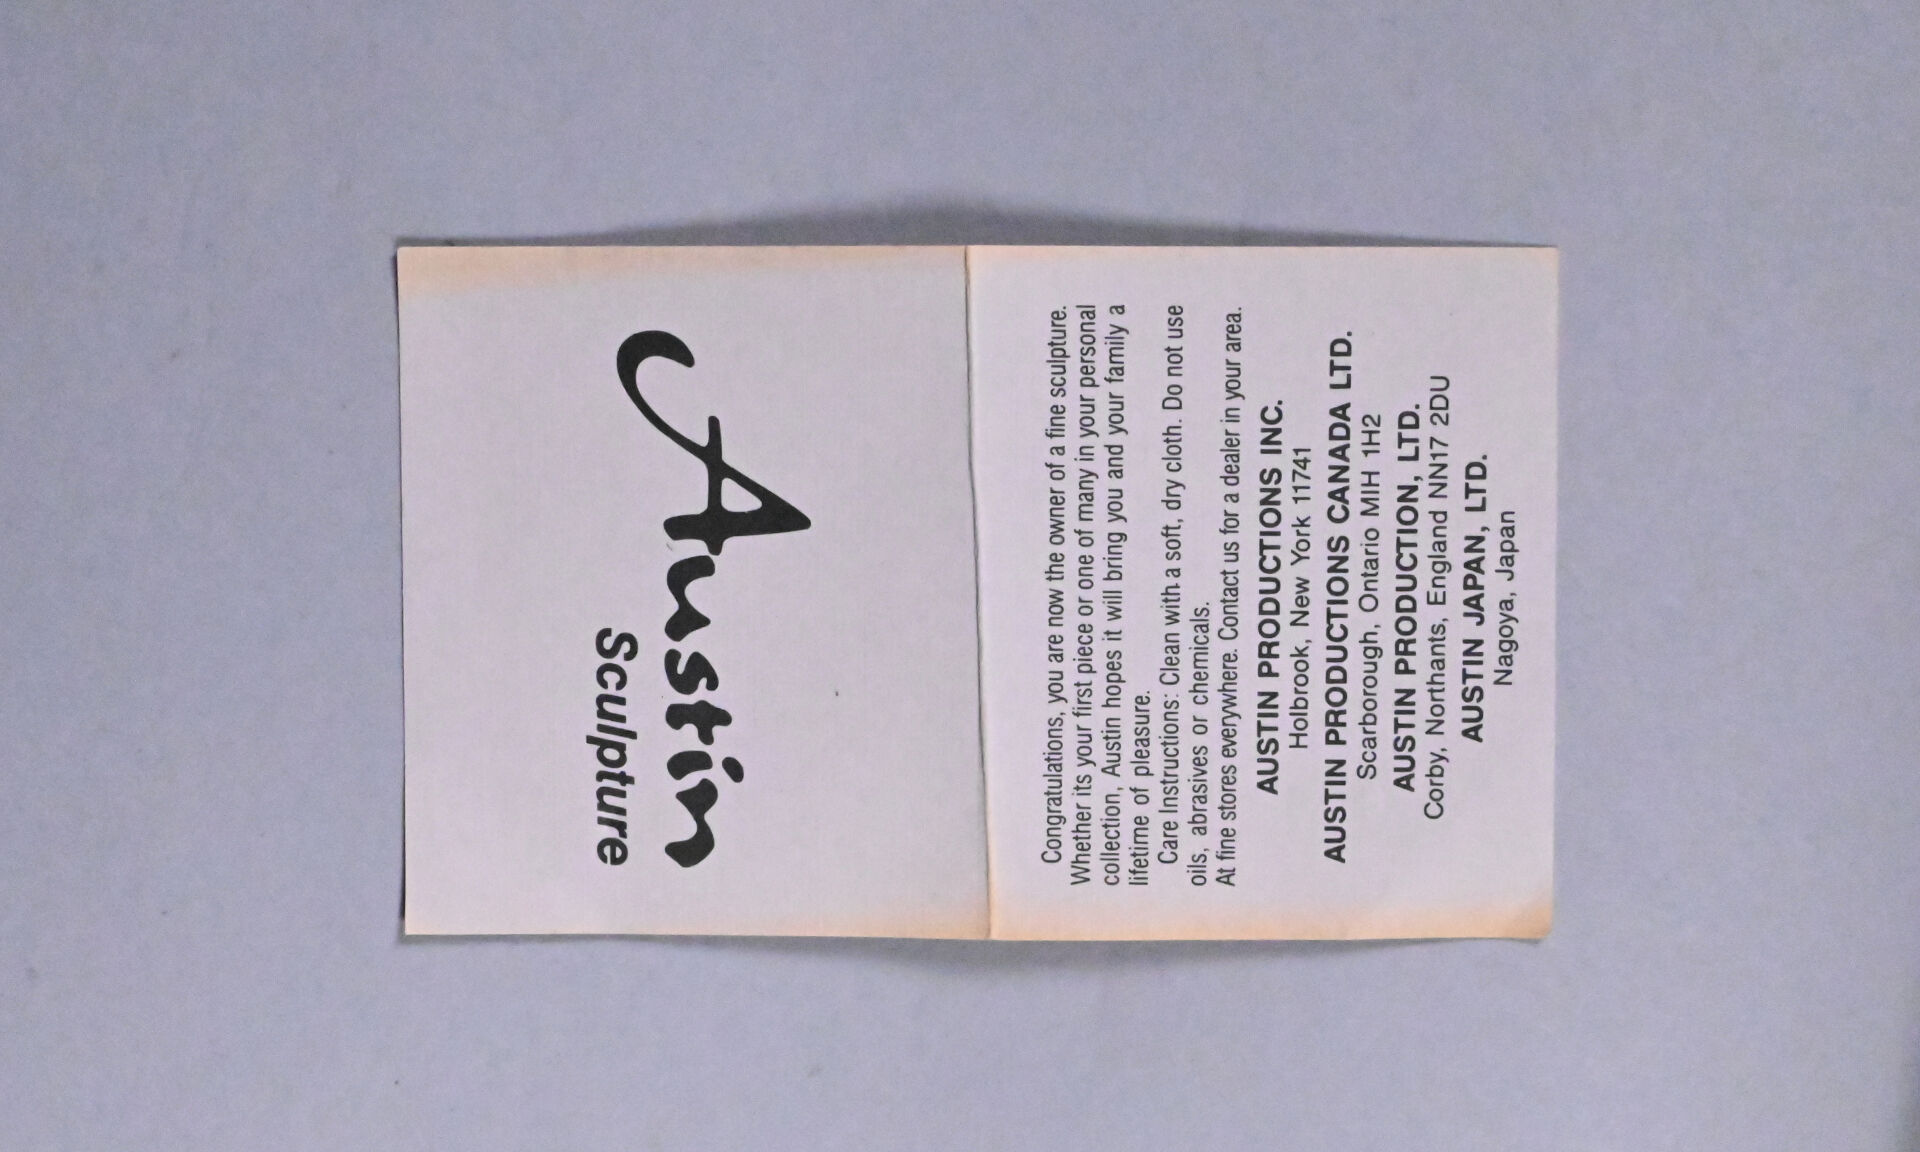 Austin
Sculpture
Congratulations, you are now the owner of a fine sculpture.
Whether its your first piece or one of many in your personal
collection, Austin hopes it will bring you and your family a
lifetime of pleasure.
Care Instructions: Clean with a soft, dry cloth. Do not use
oils, abrasives or chemicals.
At fine stores everywhere. Contact us for a dealer in your area.
AUSTIN PRODUCTIONS INC.
Holbrook, New York 11741
AUSTIN PRODUCTIONS CANADA LTD.
Scarborough, Ontario MIH 1H2
AUSTIN PRODUCTION, LTD.
Corby, Northants, England NN17 2DU
AUSTIN JAPAN, LTD.
Nagoya, Japan